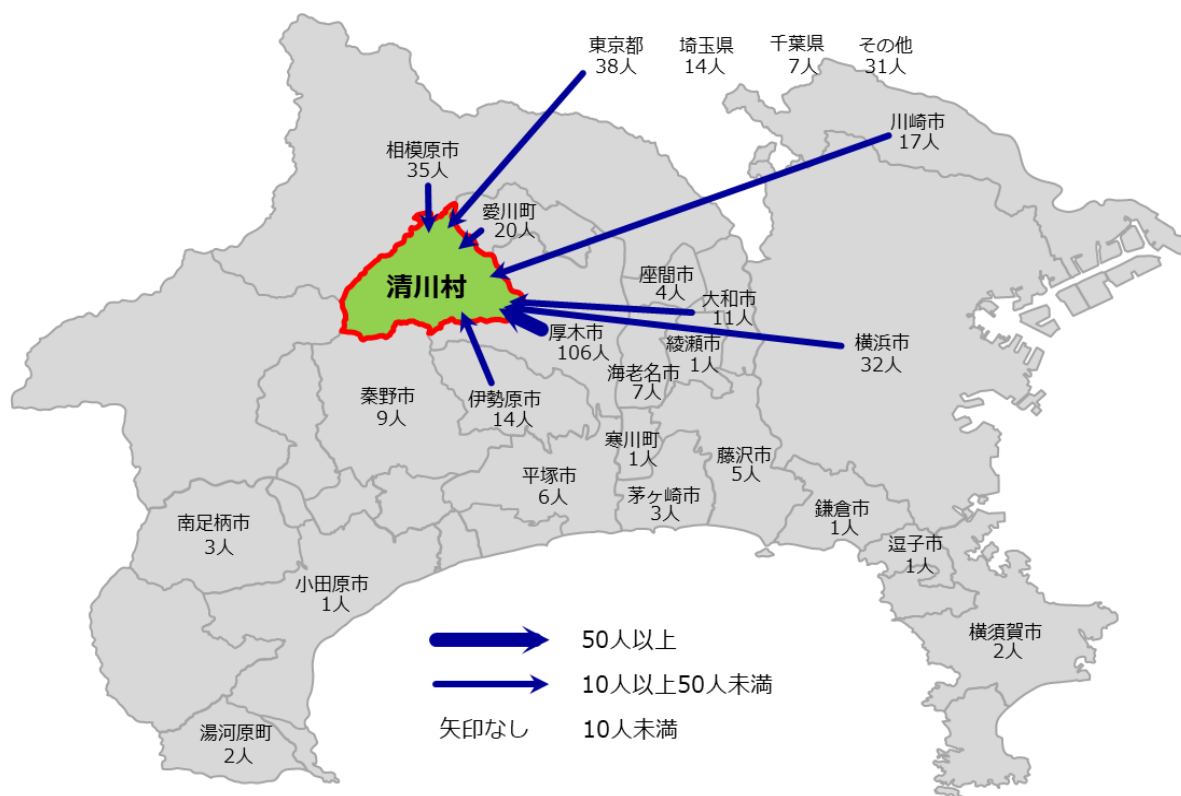 東京都
38人
埼玉県
14人
千葉県
7人
その他
31人
川崎市
17人
相模原市
35人
愛川町
20人
清川村
座間市
4人
大和市
11人
厚木市
106人
綾瀬市
1人
横浜市
32人
海老名市
7人
秦野市
9人
伊勢原市
14人
寒川町
1人
藤沢市
5人
平塚市
6人
茅ヶ崎市
3人
鎌倉市
1人
南足柄市
3人
逗子市
1人
小田原市
1人
横須賀市
2人
湯河原町
2人
50人以上
10人以上50人未満
矢印なし 10人未満